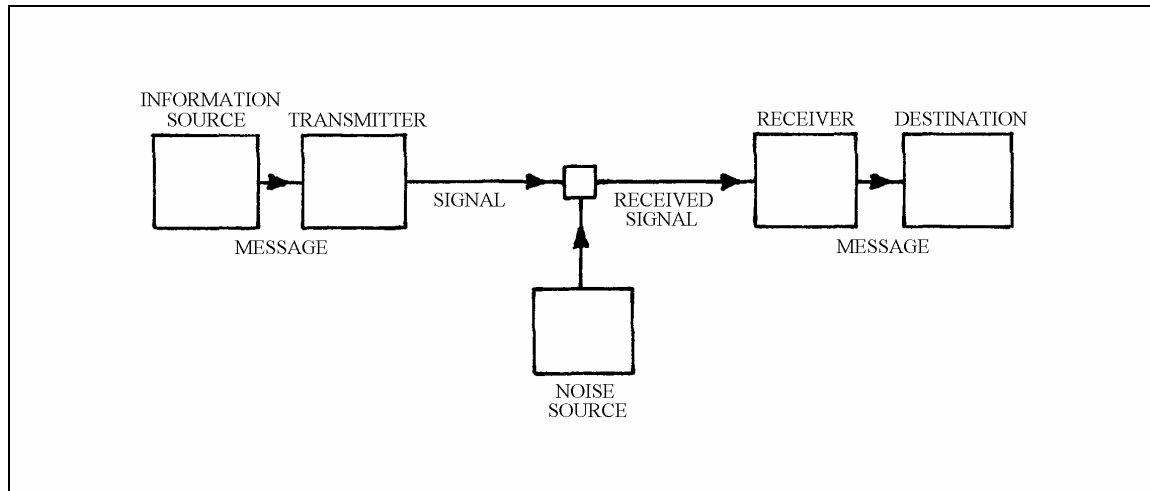 INFORMATION
SOURCE
TRANSMITTER
RECEIVER
DESTINATION
SIGNAL
RECEIVED
SIGNAL
MESSAGE
MESSAGE
NOISE
SOURCE